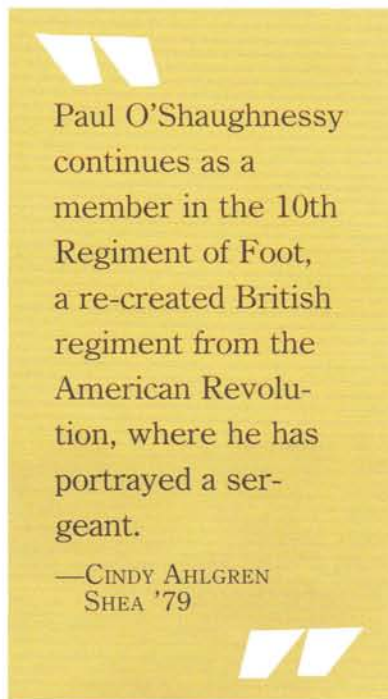 Paul O'Shaughnessy
continues as a
member in the 10th
Regiment of Foot,
a re-created British
regiment from the
American Revolu-
tion, where he has
portrayed a ser-
geant.
—CINDY AHLGREN
SHEA '79